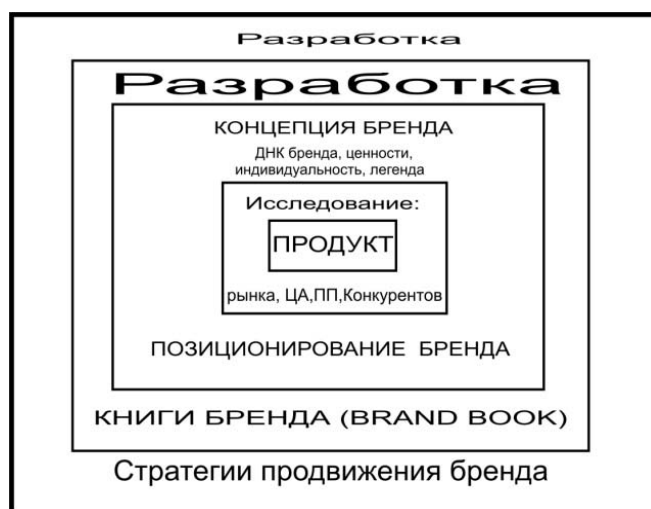 Разработка
Разработка
КОНЦЕПЦИЯ БРЕНДА
ДНК бренда, ценности,
индивидуальность, легенда
Исследование:
ПРОДУКТ
рынка, ЦА,ПП,Конкурентов
ПОЗИЦИОНИРОВАНИЕ БРЕНДА
КНИГИ БРЕНДА (BRAND BOOK)
Стратегии продвижения бренда